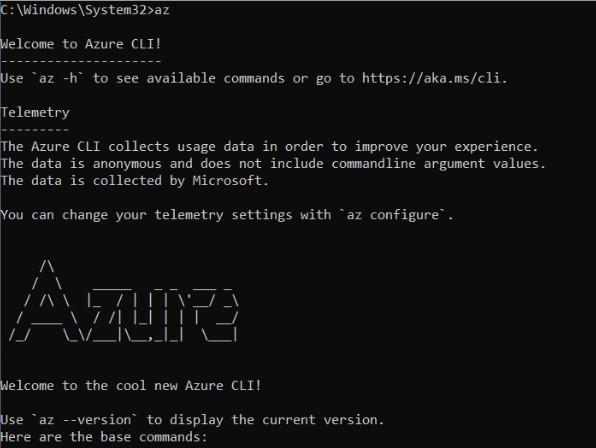 C:\Windows\System32>az
Welcome to Azure CLI!
---------------------
Use `az -h` to see available commands or go to https://aka.ms/cli.
Telemetry
---------
The Azure CLI collects usage data in order to improve your experience.
The data is anonymous and does not include commandline argument values.
The data is collected by Microsoft.
You can change your telemetry settings with `az configure`.
Azure
Welcome to the cool new Azure CLI!
Use `az --version` to display the current version.
Here are the base commands: